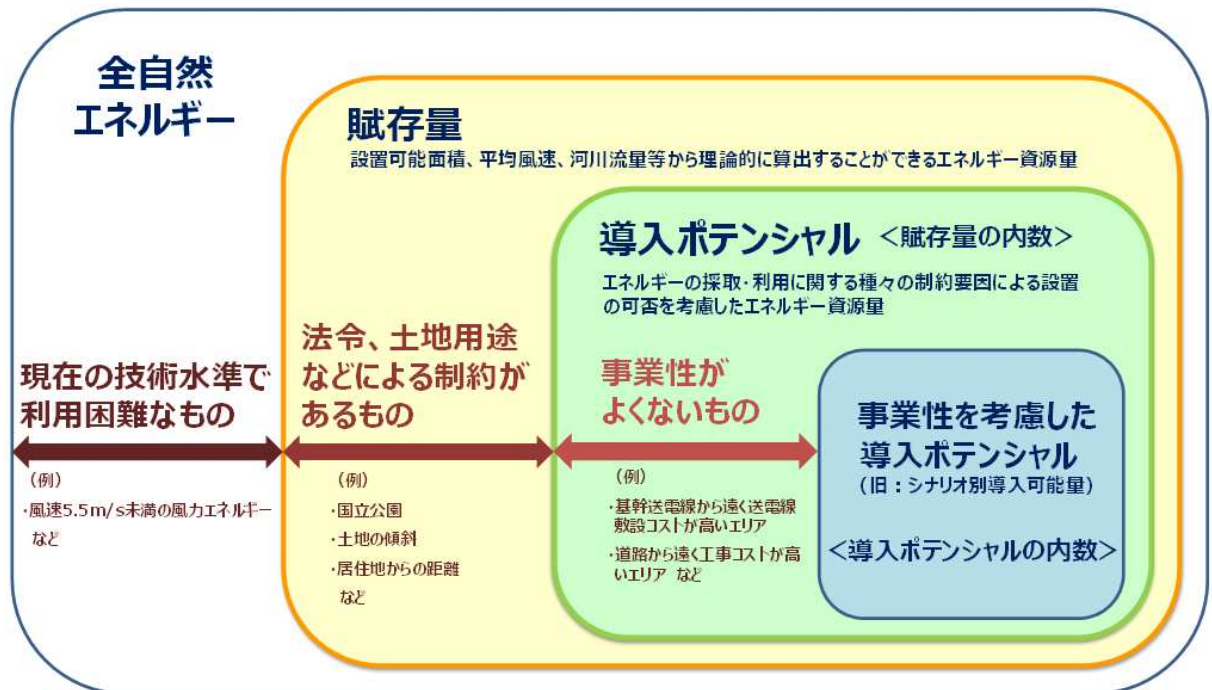 全自然
エネルギー
賦存量
設置可能面積、平均風速、河川流量等から理論的に算出することができるエネルギー資源量
導入ポテンシャル <賦存量の内数>
エネルギーの採取・利用に関する種々の制約要因による設置
の可否を考慮したエネルギー資源量
現在の技術水準で
利用困難なもの
(例)
・風速5.5m/s未満の風力エネルギー
など
法令、土地用途
などによる制約が
あるもの
(例)
・国立公園
・土地の傾斜
・居住地からの距離
など
事業性が
よくないもの
(例)
・基幹送電線から遠く送電線
敷設コストが高いエリア
・道路から遠く工事コストが高
いエリア など
事業性を考慮した
導入ポテンシャル
(旧:シナリオ別導入可能量)
<導入ポテンシャルの内数>